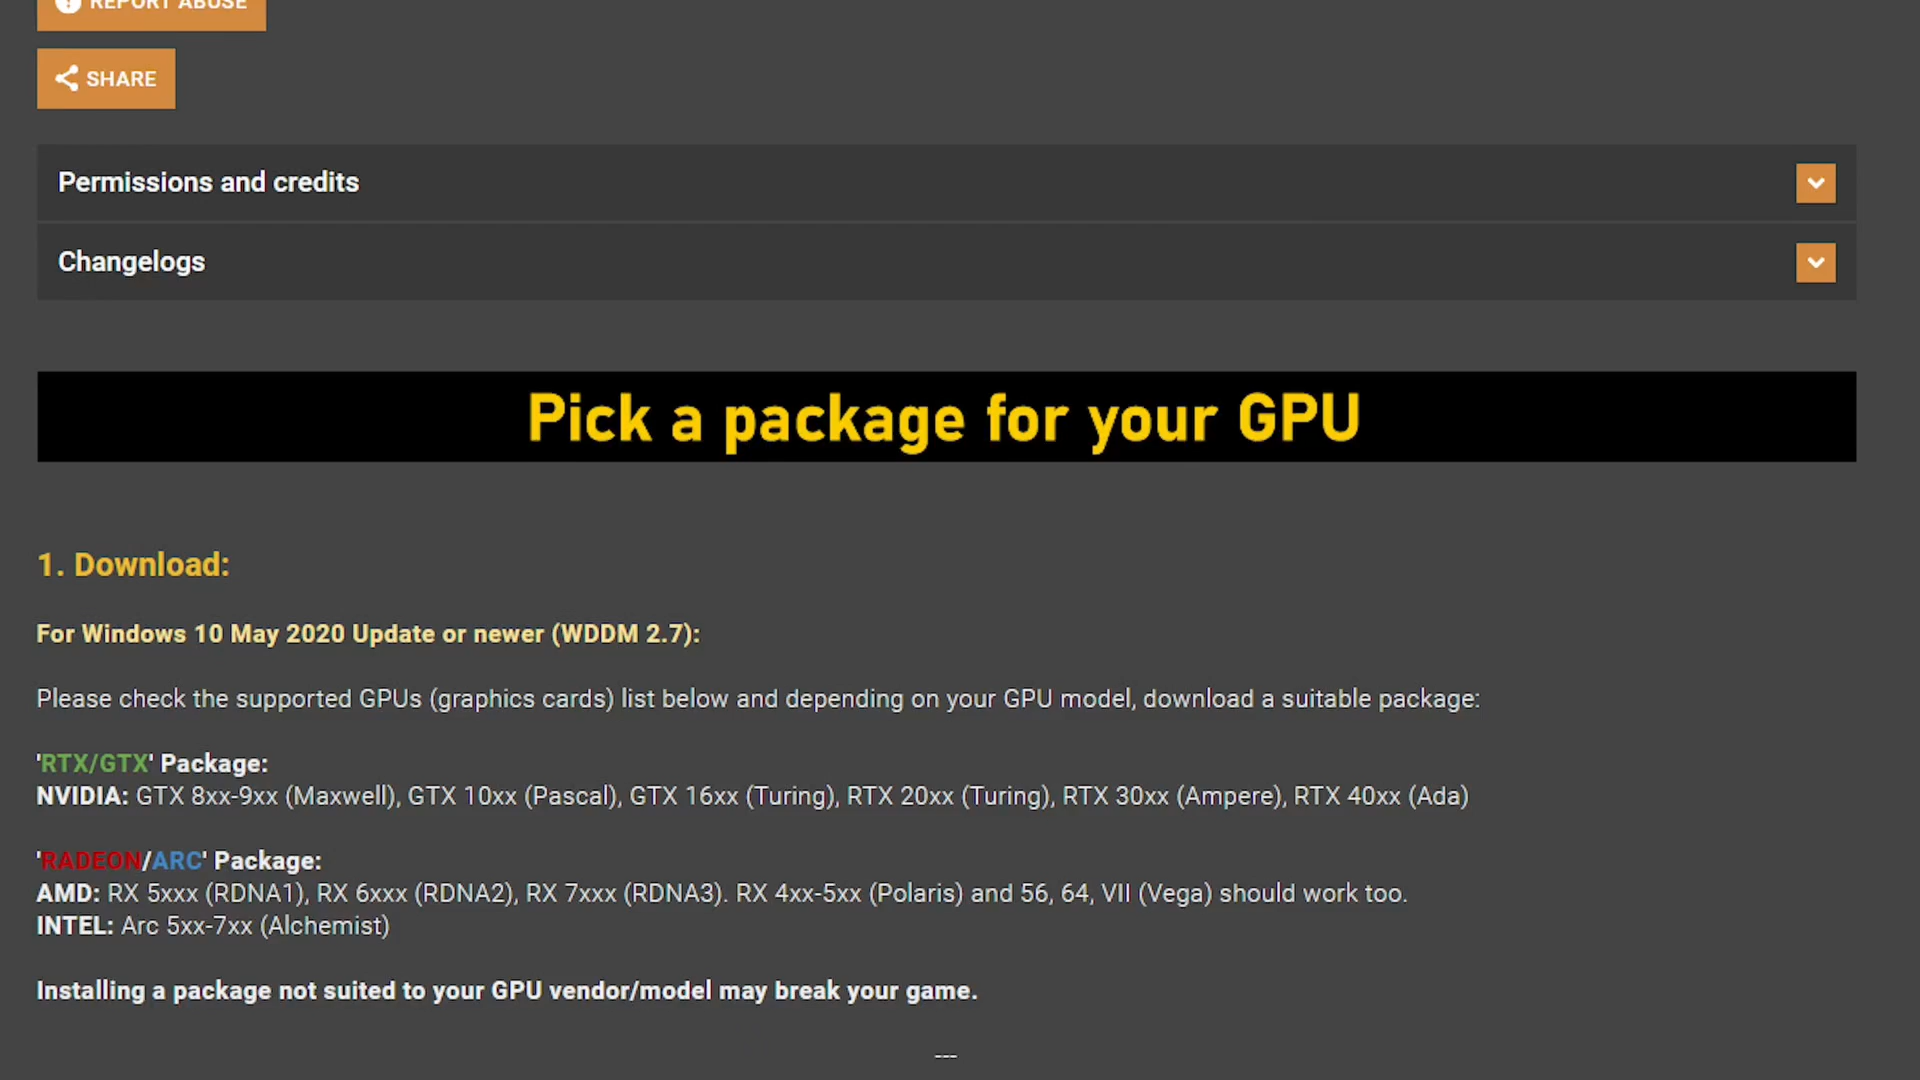 REPORT ABUSE
SHARE
Permissions and credits
Changelogs
Pick a package for your GPU
1. Download:
For Windows 10 May 2020 Update or newer (WDDM 2.7):
Please check the supported GPUs (graphics cards) list below and depending on your GPU model, download a suitable package:
'RTX/GTX' Package:
NVIDIA: GTX 8xx-9xx (Maxwell), GTX 10xx (Pascal), GTX 16xx (Turing), RTX 20xx (Turing), RTX 30xx (Ampere), RTX 40xx (Ada)
'RADEON/ARC' Package:
AMD: RX 5xxx (RDNA1), RX 6xxx (RDNA2), RX 7xxx (RDNA3). RX 4xx-5xx (Polaris) and 56, 64, VII (Vega) should work too.
INTEL: Arc 5xx-7xx (Alchemist)
Installing a package not suited to your GPU vendor/model may break your game.
---